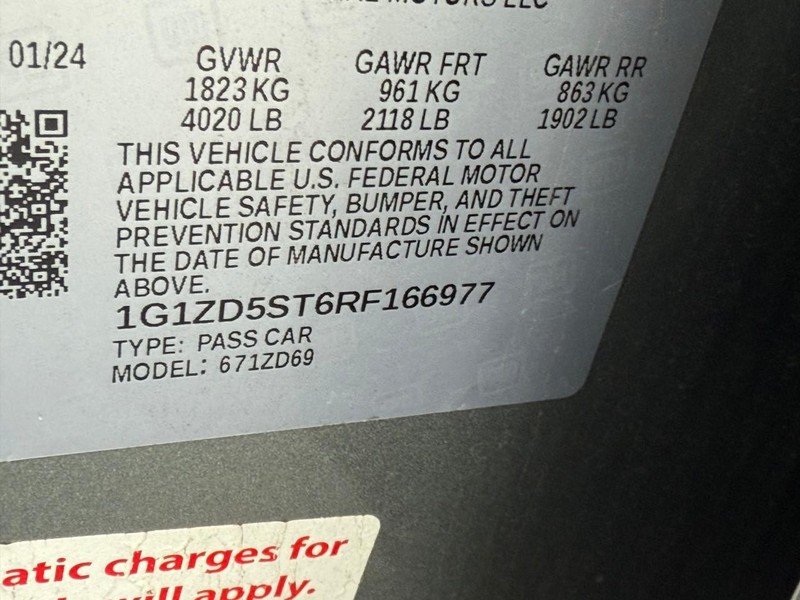 MOTORS LLC
01/24
GVWR GAWR FRT GAWR RR
1823 KG 961 KG 863 KG
4020 LB 2118 LB 1902 LB
THIS VEHICLE CONFORMS TO ALL
APPLICABLE U.S. FEDERAL MOTOR
VEHICLE SAFETY, BUMPER, AND THEFT
PREVENTION STANDARDS IN EFFECT ON
THE DATE OF MANUFACTURE SHOWN
ABOVE.
1G1ZD5ST6RF166977
TYPE: PASS CAR
MODEL: 671ZD69
atic charges for
will apply.